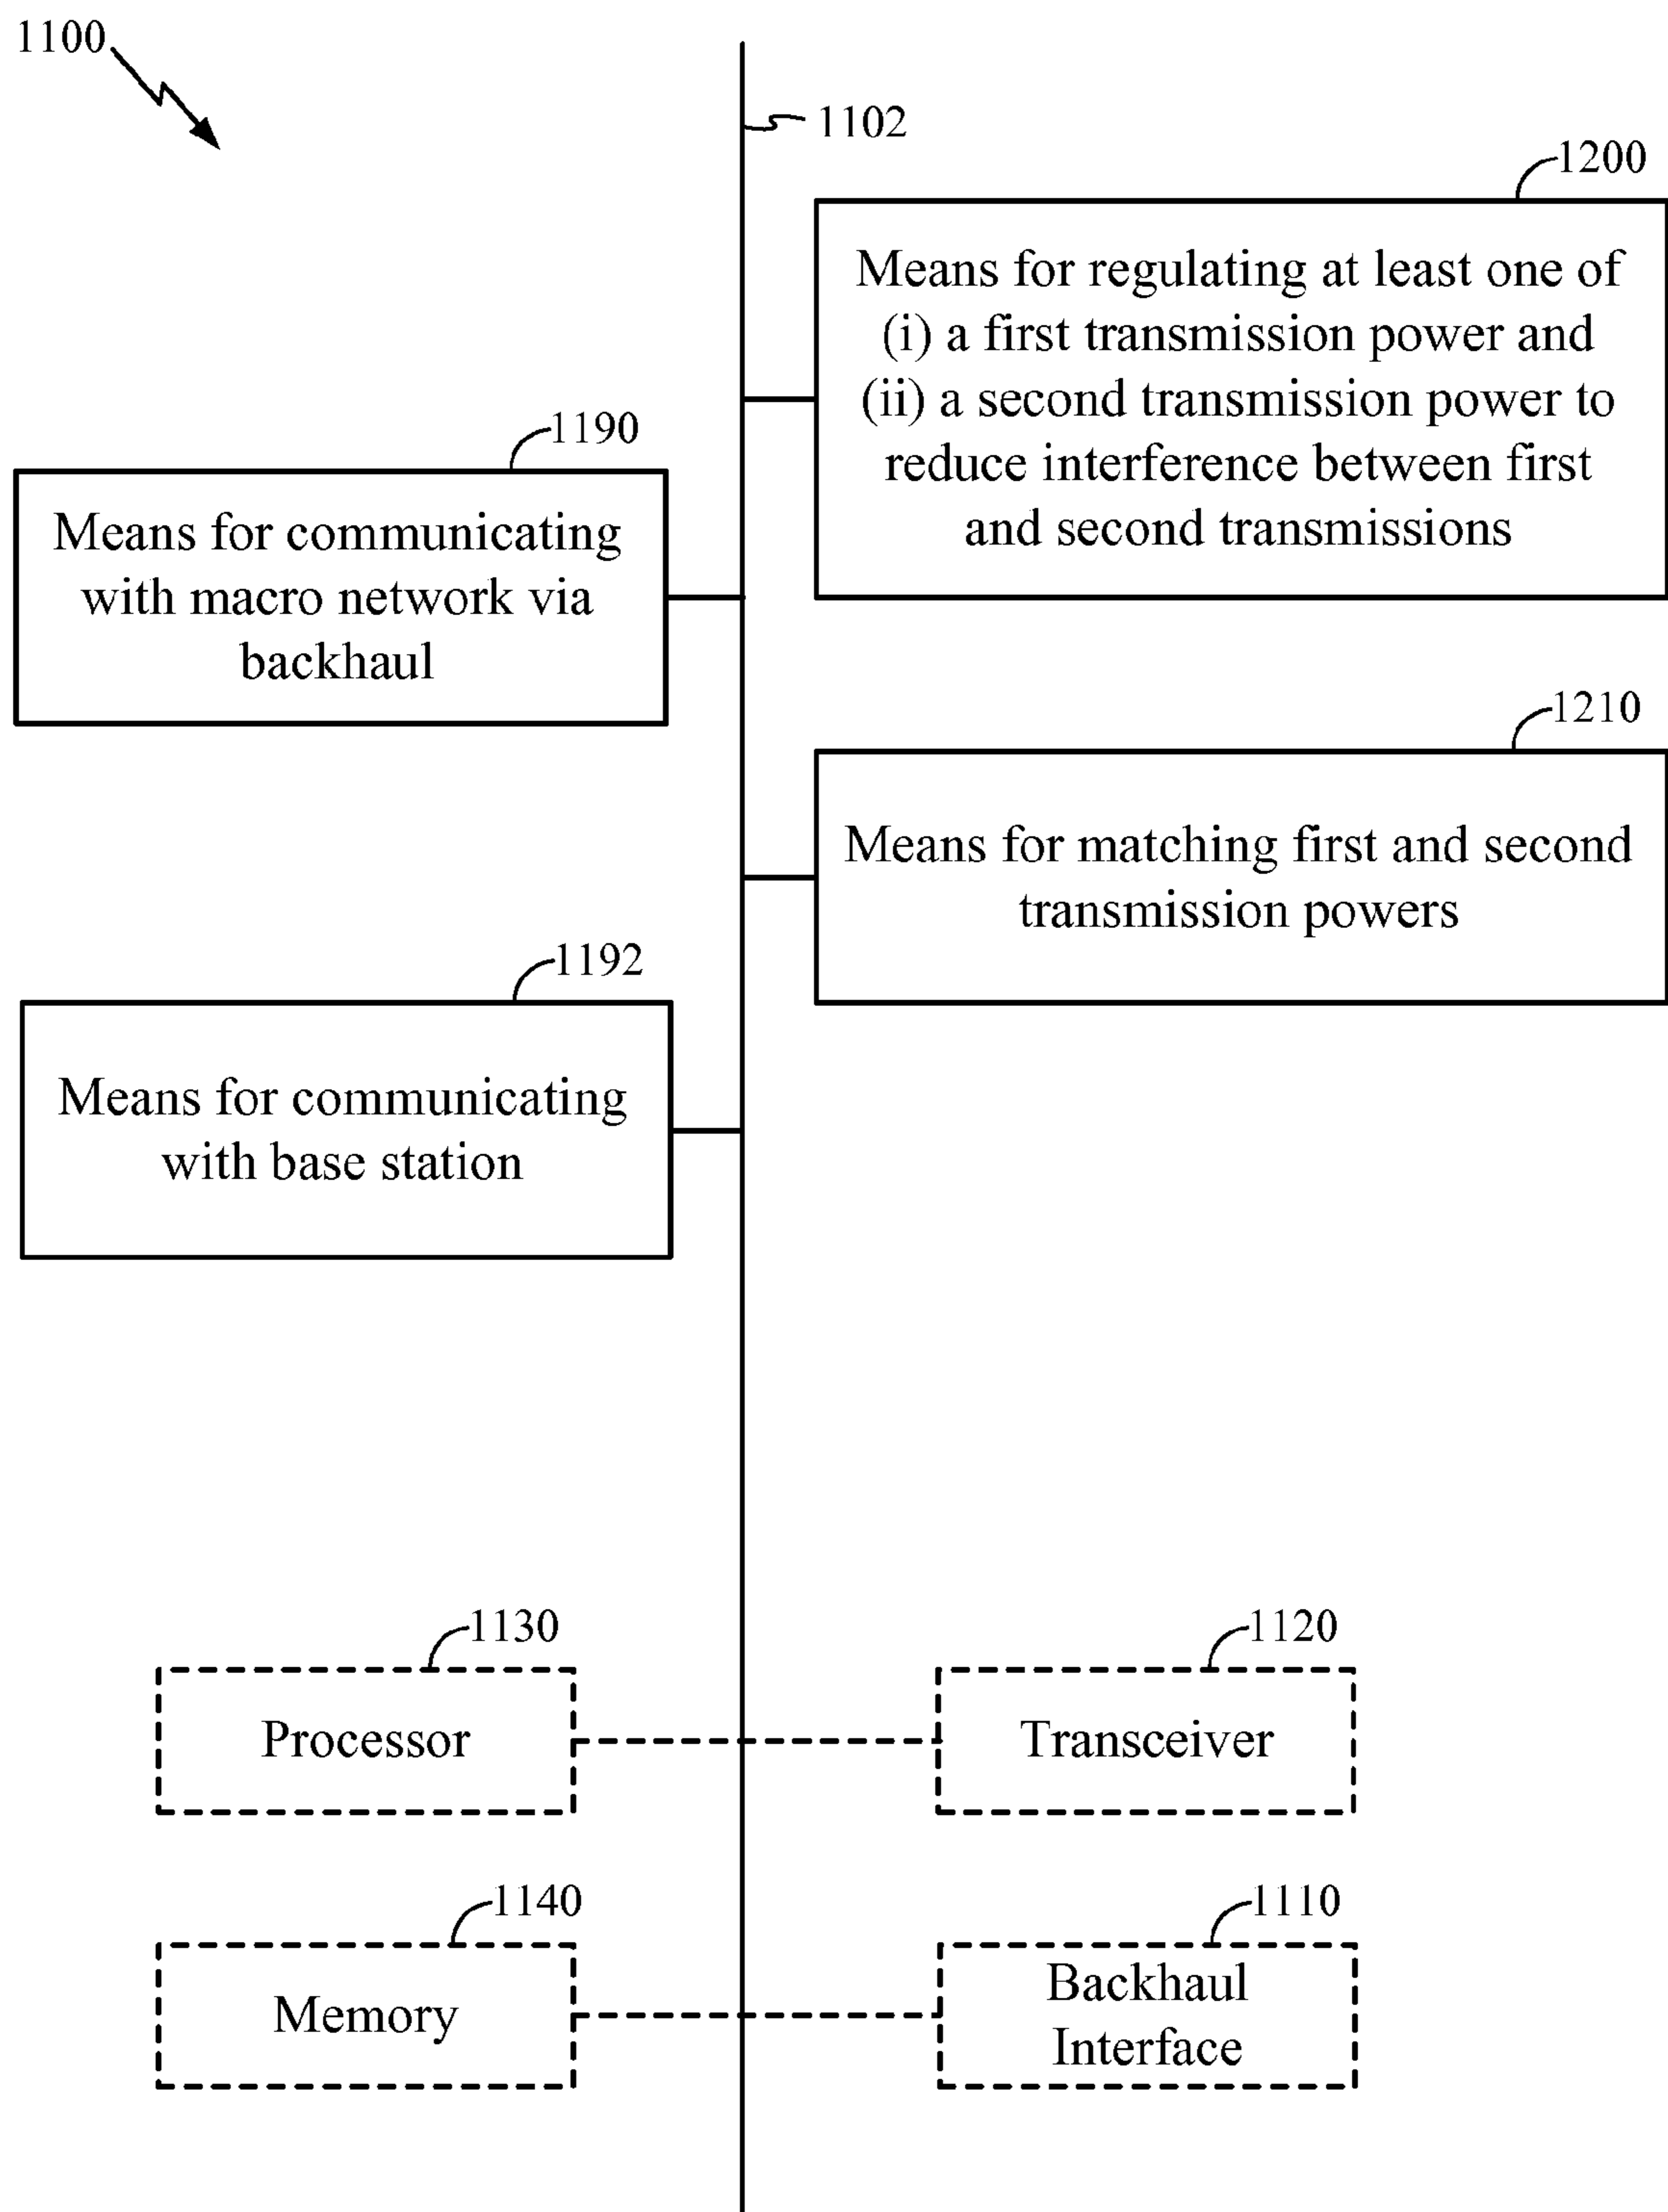 1100
1102
1200
Means for regulating at least one of
(i) a first transmission power and
(ii) a second transmission power to
reduce interference between first
and second transmissions
1190
Means for communicating
with macro network via
backhaul
1210
Means for matching first and second
transmission powers
1192
Means for communicating
with base station
1130
Processor
1120
Transceiver
1140
Memory
1110
Backhaul
Interface